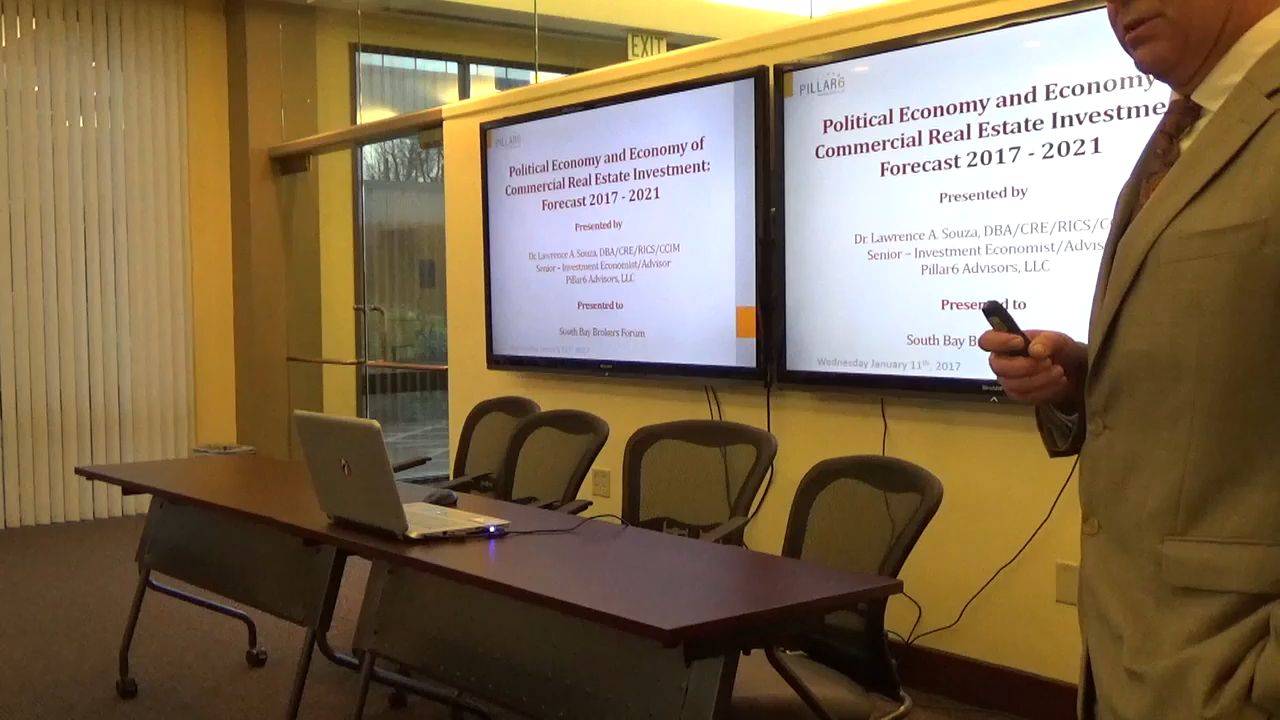 EXIT
PILLAR6
Political Economy and Economy of
Commercial Real Estate Investment:
Forecast 2017 - 2021
Presented by
Dr. Lawrence A. Souza, DBA/CRE/RICS/CCIM
Senior – Investment Economist/Advisor
Pillar6 Advisors, LLC
Presented to
South Bay Brokers Forum
PILLAR6
Political Economy and Economy
Commercial Real Estate Investme
Forecast 2017 - 2021
Presented by
Dr. Lawrence A. Souza, DBA/CRE/RICS/C
Senior – Investment Economist/Advis
Pillar6 Advisors, LLC
Presented to
South Bay B
Wednesday January 11th, 2017